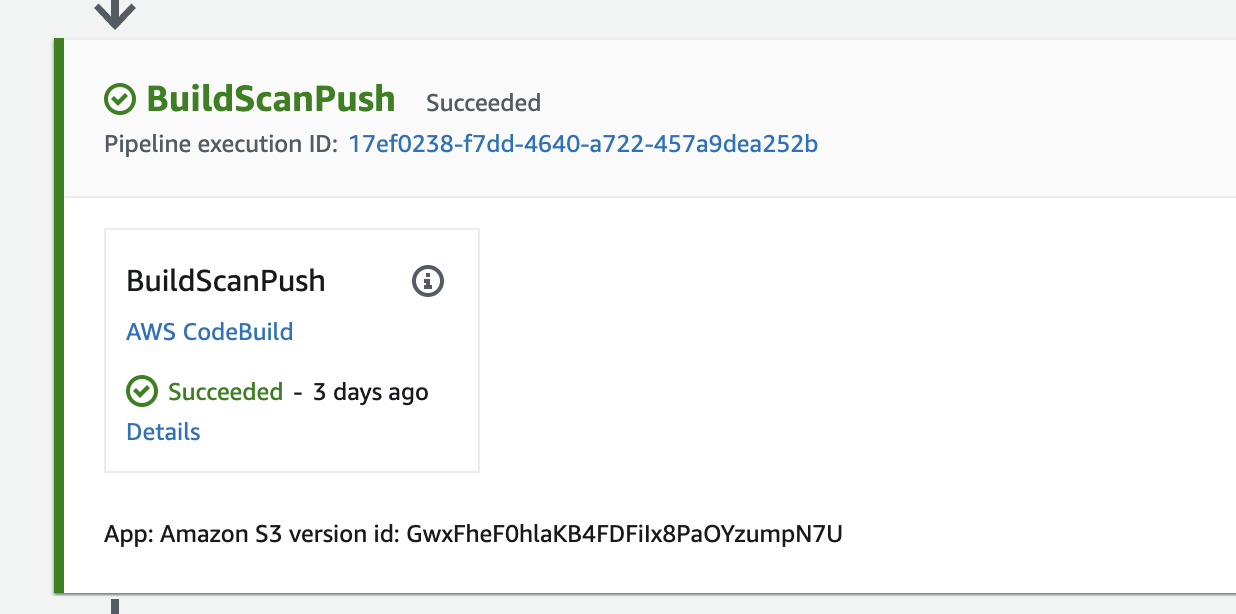 BuildScanPush Succeeded
Pipeline execution ID: 17ef0238-f7dd-4640-a722-457a9dea252b
BuildScanPush
AWS CodeBuild
Succeeded - 3 days ago
Details
App: Amazon S3 version id: GwxFheF0hlaKB4FDFiIx8PaOYzumpN7U